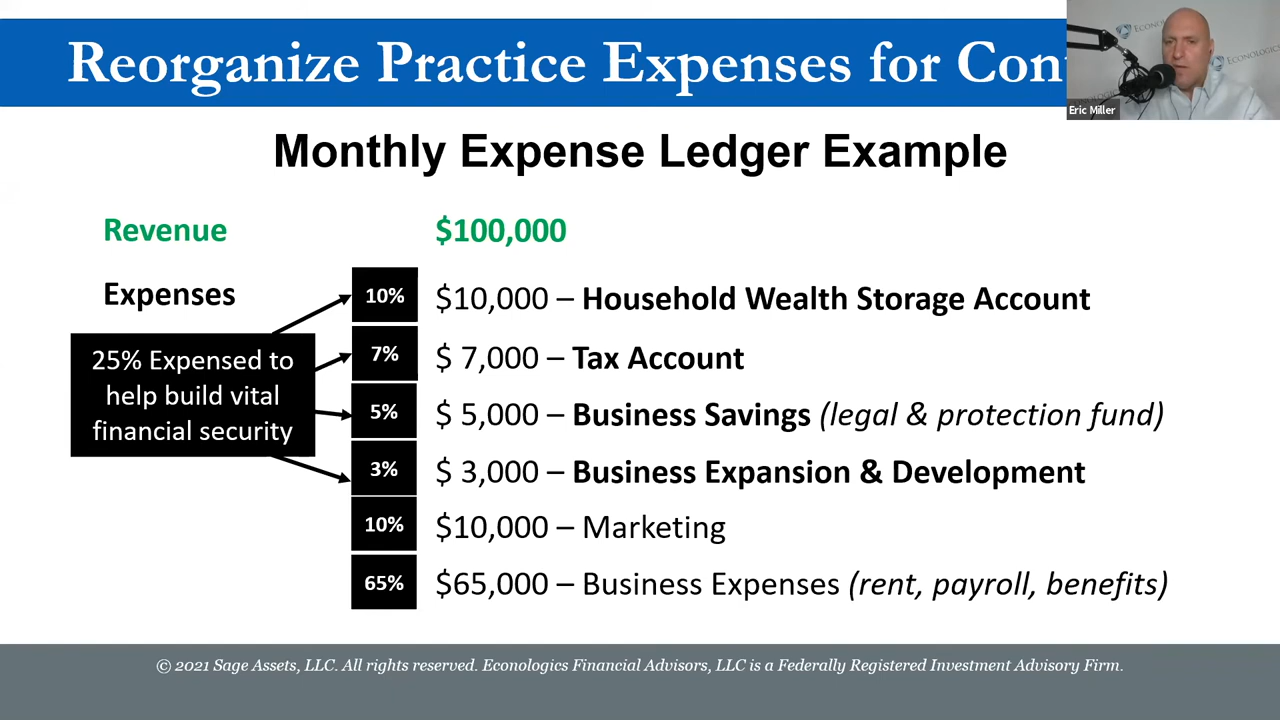 Reorganize Practice Expenses for Con
ECONOLOGICS
Eric Miller
Monthly Expense Ledger Example
Revenue $100,000
Expenses
10% $10,000 – Household Wealth Storage Account
7% $ 7,000 – Tax Account
5% $ 5,000 – Business Savings (legal & protection fund)
3% $ 3,000 – Business Expansion & Development
10% $10,000 – Marketing
65% $65,000 – Business Expenses (rent, payroll, benefits)
25% Expensed to
help build vital
financial security
© 2021 Sage Assets, LLC. All rights reserved. Econologics Financial Advisors, LLC is a Federally Registered Investment Advisory Firm.